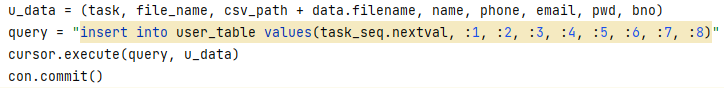 u_data = (task, file_name, csv_path + data.filename, name, phone, email, pwd, bno)
query = "insert into user_table values(task_seq.nextval, :1, :2, :3, :4, :5, :6, :7, :8)"
cursor.execute(query, u_data)
con.commit()